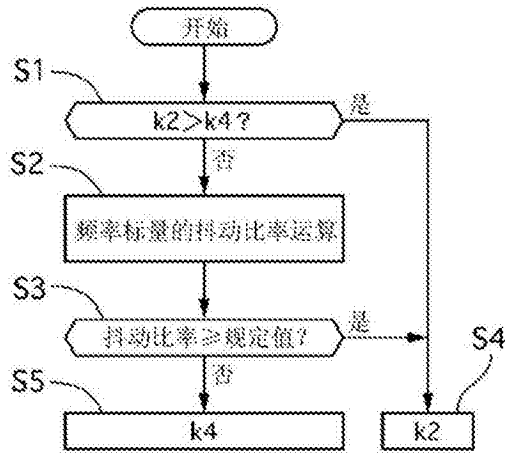 开始
S1
k2>k4?
是
否
S2
频率标量的抖动比率运算
S3
抖动比率≥规定值?
是
否
S4
S5
k4
k2